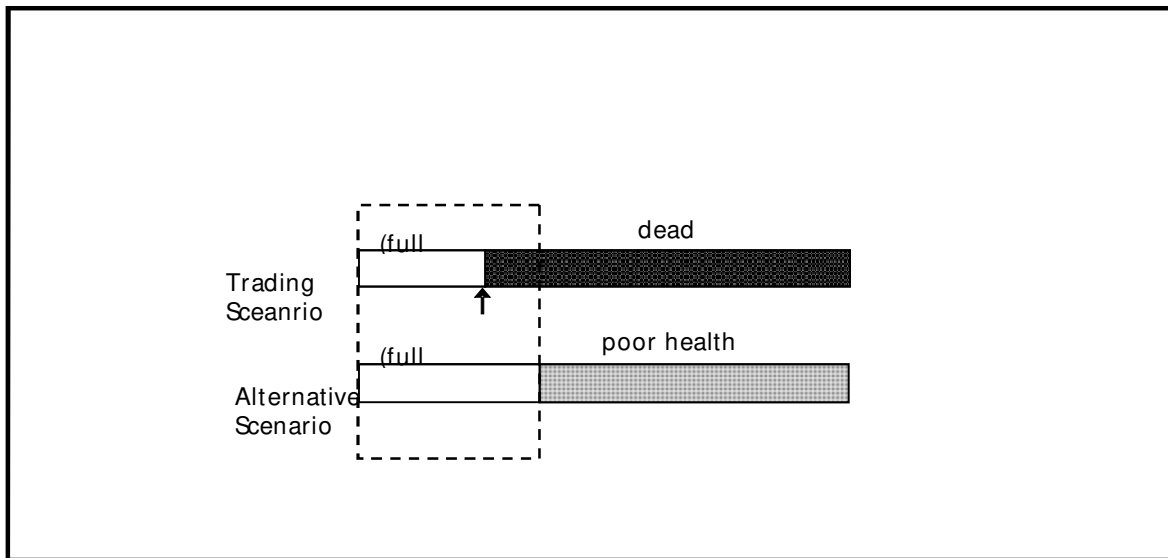 dead
(full
Trading
Sceanrio
poor health
(full
Alternative
Scenario